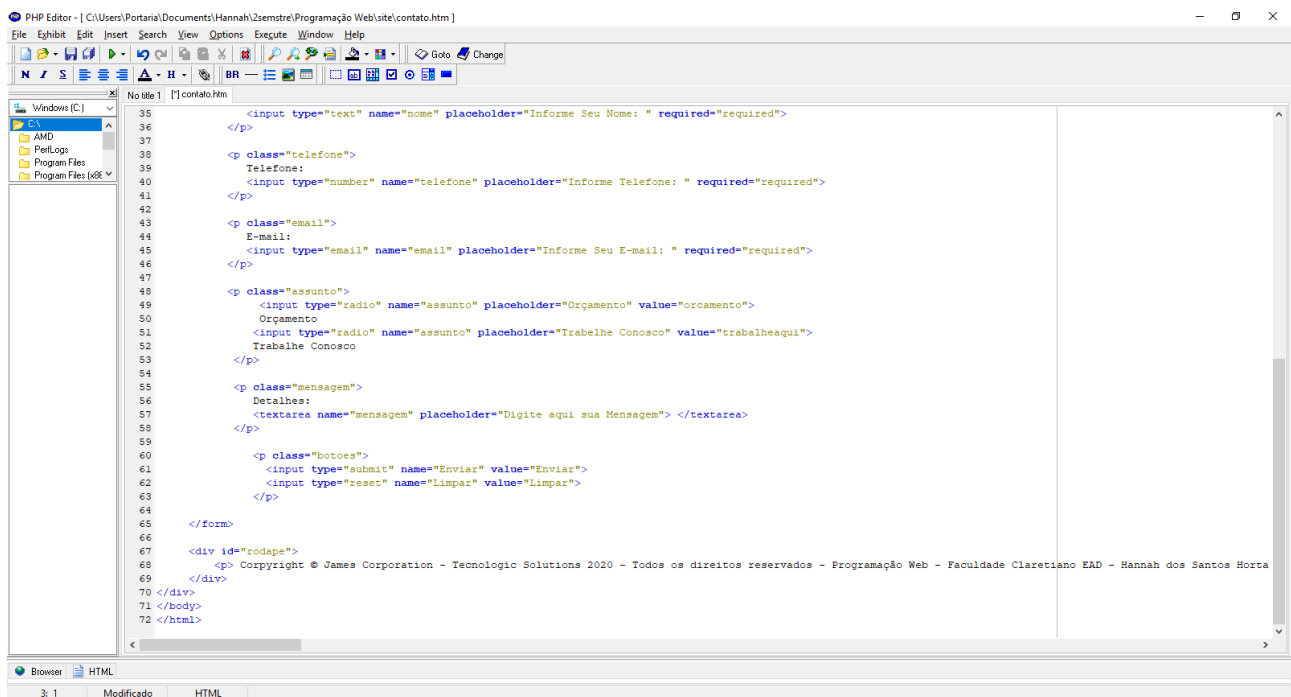 PHP Editor - [ C:\Users\Portaria\Documents\Hannah\2semstre\Programação Web\site\contato.htm ]
File Exhibit Edit Insert Search View Options Execute Window Help
Goto Change
N I S A H BR
No title 1 [*] contato.htm
Windows (C:)
C:\
AMD
PerfLogs
Program Files
Program Files (x86
35 <input type="text" name="nome" placeholder="Informe Seu Nome: " required="required">
36 </p>
37
38 <p class="telefone">
39 Telefone:
40 <input type="number" name="telefone" placeholder="Informe Telefone: " required="required">
41 </p>
42
43 <p class="email">
44 E-mail:
45 <input type="email" name="email" placeholder="Informe Seu E-mail: " required="required">
46 </p>
47
48 <p class="assunto">
49 <input type="radio" name="assunto" placeholder="Orçamento" value="orcamento">
50 Orçamento
51 <input type="radio" name="assunto" placeholder="Trabelhe Conosco" value="trabalheaqui">
52 Trabalhe Conosco
53 </p>
54
55 <p class="mensagem">
56 Detalhes:
57 <textarea name="mensagem" placeholder="Digite aqui sua Mensagem"> </textarea>
58 </p>
59
60 <p class="botoes">
61 <input type="submit" name="Enviar" value="Enviar">
62 <input type="reset" name="Limpar" value="Limpar">
63 </p>
64
65 </form>
66
67 <div id="rodape">
68 <p> Corpyright © James Corporation - Tecnologic Solutions 2020 - Todos os direitos reservados - Programação Web - Faculdade Claretiano EAD - Hannah dos Santos Horta
69 </div>
70 </div>
71 </body>
72 </html>
Browser HTML
3: 1 Modificado HTML